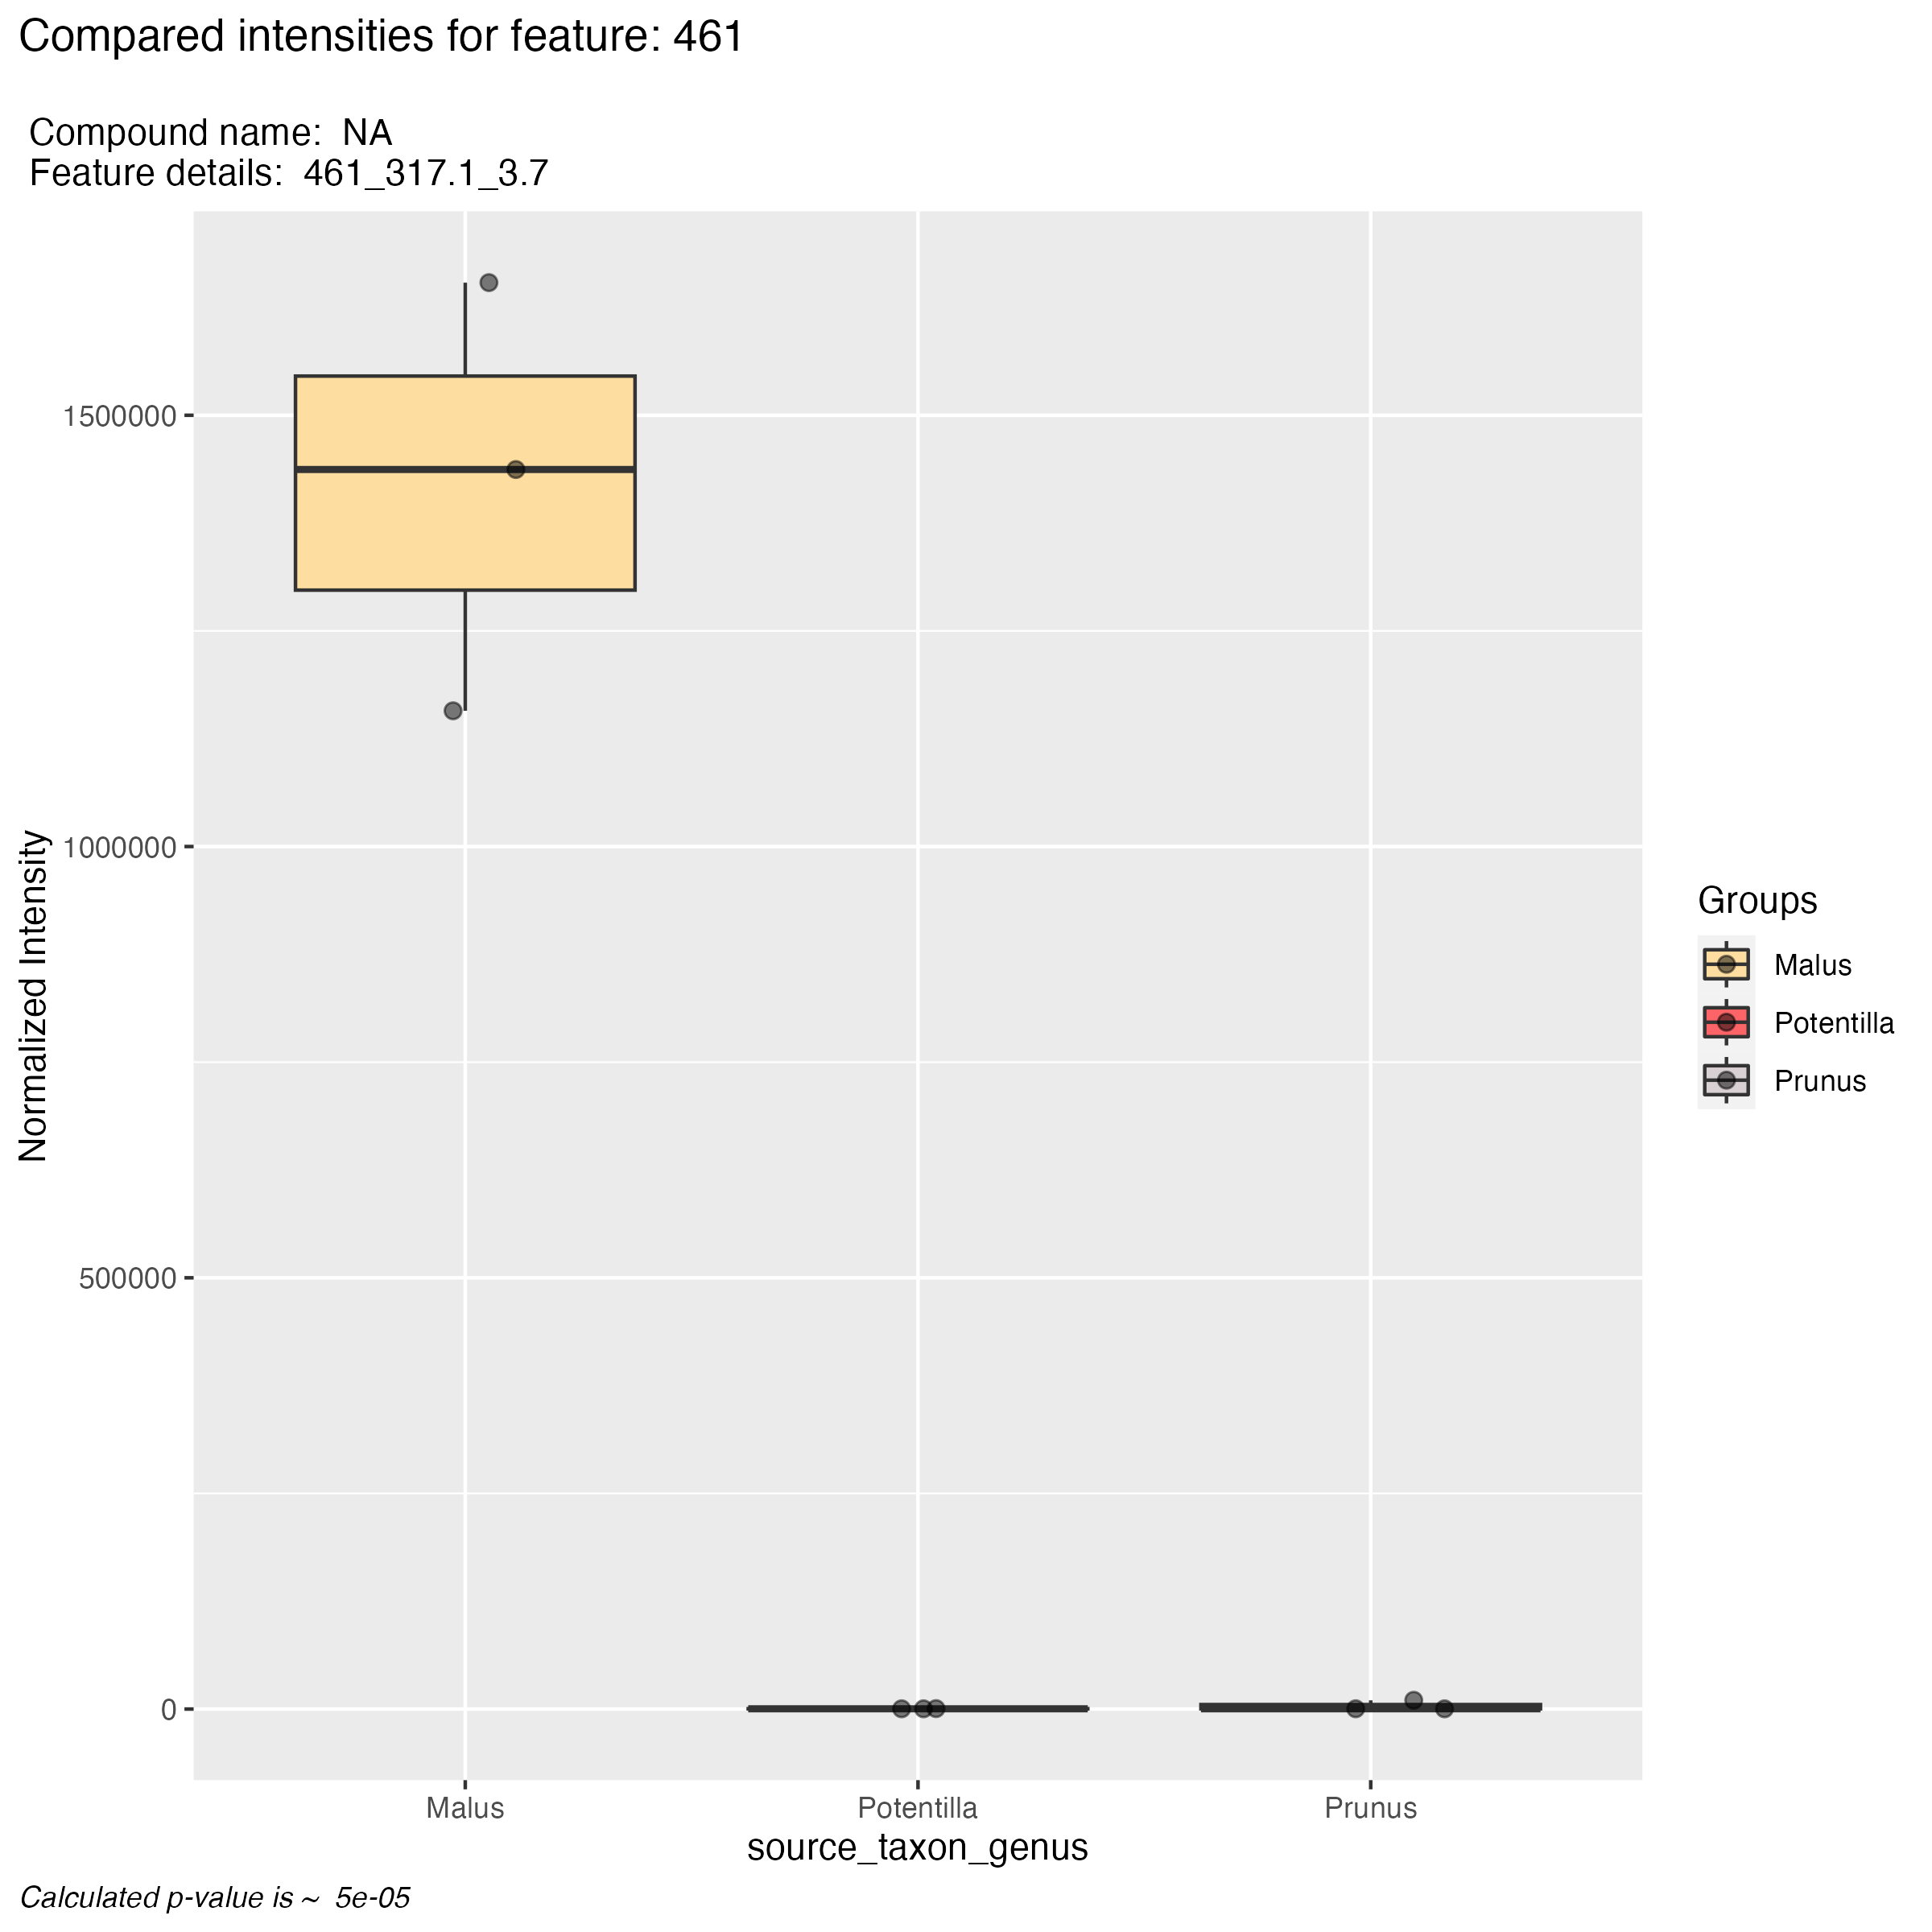 Compared intensities for feature: 461
Compound name:  NA
Feature details:  461_317.1_3.7
Normalized Intensity
1500000
1000000
500000
0
Malus
Potentilla
Prunus
source_taxon_genus
Groups
Malus
Potentilla
Prunus
Calculated p-value is ~  5e-05